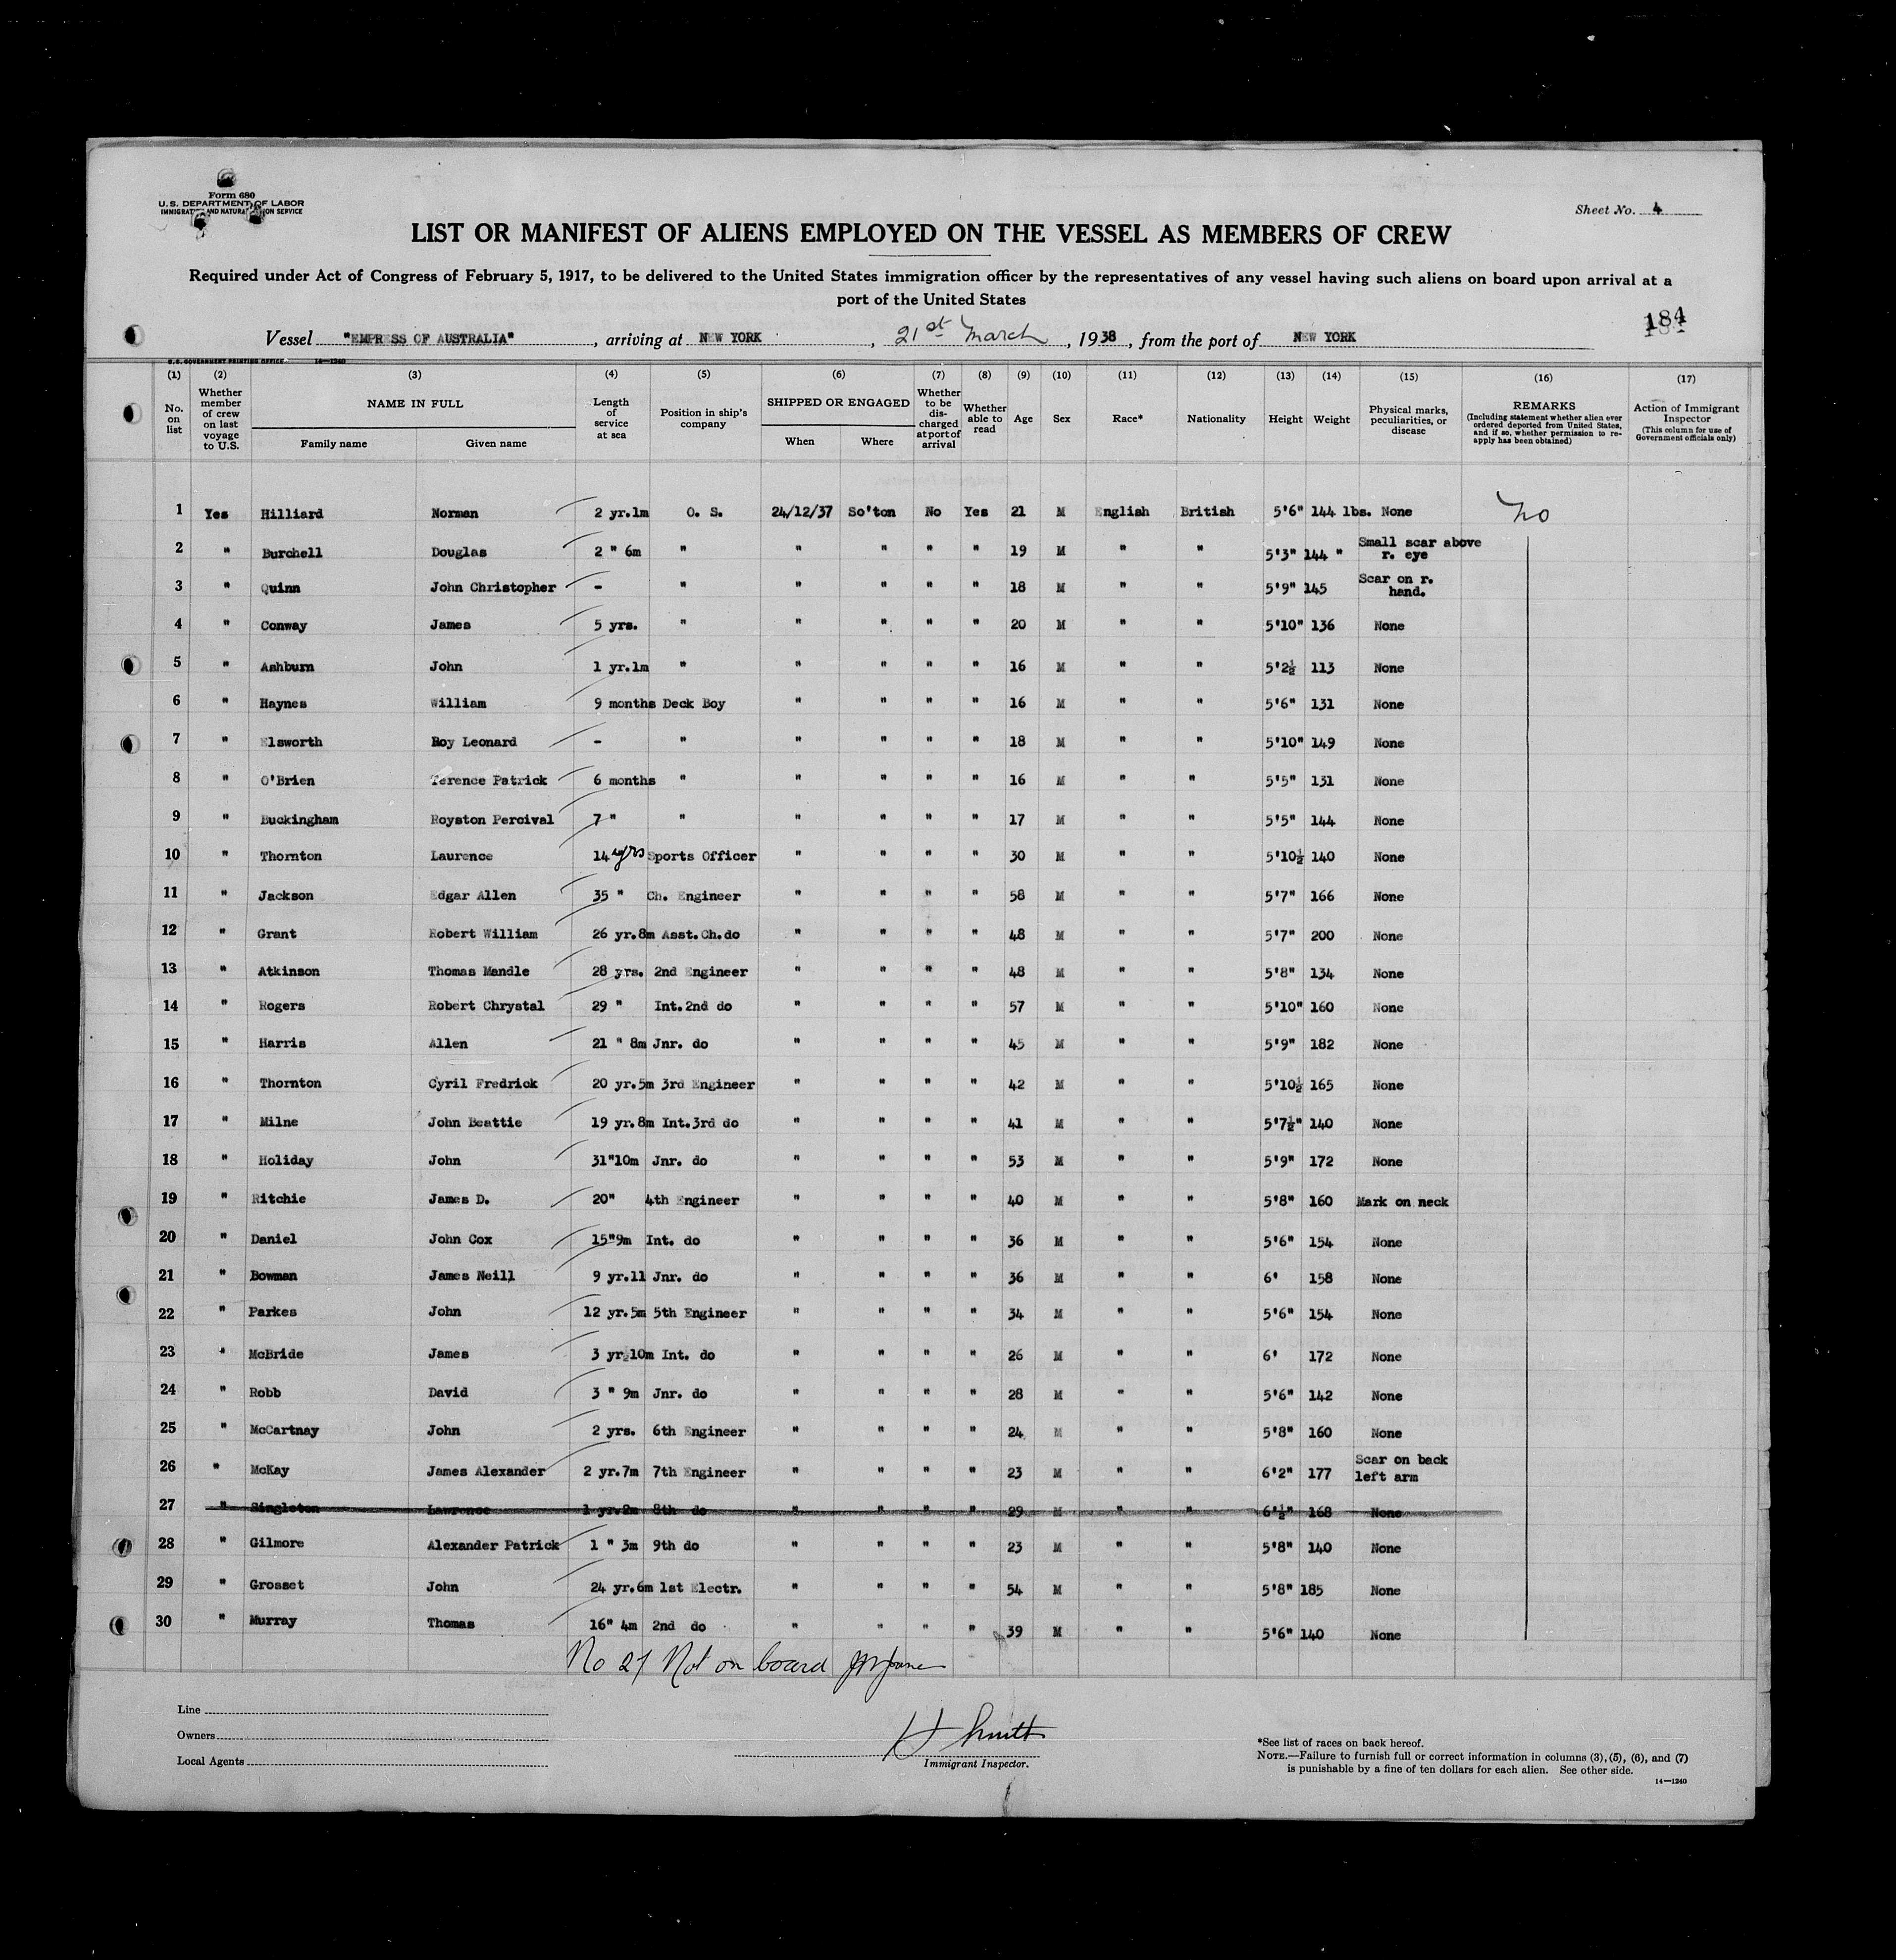 Form 680
U. S. DEPARTMENT OF LABOR
IMMIGRATION AND NATURALIZATION SERVICE
Sheet No. 4
LIST OR MANIFEST OF ALIENS EMPLOYED ON THE VESSEL AS MEMBERS OF CREW
Required under Act of Congress of February 5, 1917, to be delivered to the United States immigration officer by the representatives of any vessel having such aliens on board upon arrival at a
port of the United States
184
Vessel "EMPRESS OF AUSTRALIA", arriving at NEW YORK, 21st March, 1938, from the port of NEW YORK
U. S. GOVERNMENT PRINTING OFFICE 14—1240
(1) (2) (3) (4) (5) (6) (7) (8) (9) (10) (11) (12) (13) (14) (15) (16) (17)
No. on list
Whether member of crew on last voyage to U.S.
NAME IN FULL
Family name
Given name
Length of service at sea
Position in ship's company
SHIPPED OR ENGAGED
When
Where
Whether to be discharged at port of arrival
Whether able to read
Age
Sex
Race*
Nationality
Height
Weight
Physical marks, peculiarities, or disease
REMARKS
(Including statement whether alien ever ordered deported from United States, and if so, whether permission to reapply has been obtained)
Action of Immigrant Inspector
(This column for use of Government officials only)
1 Yes Hilliard Norman 2 yr.1m O. S. 24/12/37 So'ton No Yes 21 M English British 5'6" 144 lbs. None No
2 " Burchell Douglas 2 " 6m " " " " " 19 M " " 5'3" 144 " Small scar above r. eye
3 " Quinn John Christopher - " " " " " 18 M " " 5'9" 145 Scar on r. hand.
4 " Conway James 5 yrs. " " " " " 20 M " " 5'10" 136 None
5 " Ashburn John 1 yr.1m " " " " " 16 M " " 5'2½ 113 None
6 " Haynes William 9 months Deck Boy " " " " 16 M " " 5'6" 131 None
7 " Elsworth Roy Leonard - " " " " " 18 M " " 5'10" 149 None
8 " O'Brien Terence Patrick 6 months " " " " " 16 M " " 5'5" 131 None
9 " Buckingham Royston Percival 7 " " " " " " 17 M " " 5'5" 144 None
10 " Thornton Laurence 14 yrs Sports Officer " " " " 30 M " " 5'10½ 140 None
11 " Jackson Edgar Allen 35 " Ch. Engineer " " " " 58 M " " 5'7" 166 None
12 " Grant Robert William 26 yr.8m Asst.Ch.do " " " " 48 M " " 5'7" 200 None
13 " Atkinson Thomas Mandle 28 yrs. 2nd Engineer " " " " 48 M " " 5'8" 134 None
14 " Rogers Robert Chrystal 29 " Int.2nd do " " " " 57 M " " 5'10" 160 None
15 " Harris Allen 21 " 8m Jnr. do " " " " 45 M " " 5'9" 182 None
16 " Thornton Cyril Fredrick 20 yr.5m 3rd Engineer " " " " 42 M " " 5'10½ 165 None
17 " Milne John Beattie 19 yr.8m Int.3rd do " " " " 41 M " " 5'7½" 140 None
18 " Holiday John 31"10m Jnr. do " " " " 53 M " " 5'9" 172 None
19 " Ritchie James D. 20" 4th Engineer " " " " 40 M " " 5'8" 160 Mark on neck
20 " Daniel John Cox 15"9m Int. do " " " " 36 M " " 5'6" 154 None
21 " Bowman James Neill 9 yr.11 Jnr. do " " " " 36 M " " 6' 158 None
22 " Parkes John 12 yr.5m 5th Engineer " " " " 34 M " " 5'6" 154 None
23 " McBride James 3 yr.10m Int. do " " " " 26 M " " 6' 172 None
24 " Robb David 3 " 9m Jnr. do " " " " 28 M " " 5'6" 142 None
25 " McCartnay John 2 yrs. 6th Engineer " " " " 24 M " " 5'8" 160 None
26 " McKay James Alexander 2 yr.7m 7th Engineer " " " " 23 M " " 6'2" 177 Scar on back left arm
27 " Singleton Lawrence 1 yr.2m 8th do " " " " 29 M " " 6'½" 168 None
28 " Gilmore Alexander Patrick 1 " 3m 9th do " " " " 23 M " " 5'8" 140 None
29 " Grosset John 24 yr.6m 1st Electr. " " " " 54 M " " 5'8" 185 None
30 " Murray Thomas 16" 4m 2nd do " " " " 39 M " " 5'6" 140 None
No 27 Not on board
Line
Owners
Local Agents
H Smith
Immigrant Inspector.
*See list of races on back hereof.
NOTE.—Failure to furnish full or correct information in columns (3), (5), (6), and (7)
is punishable by a fine of ten dollars for each alien. See other side.
14—1240